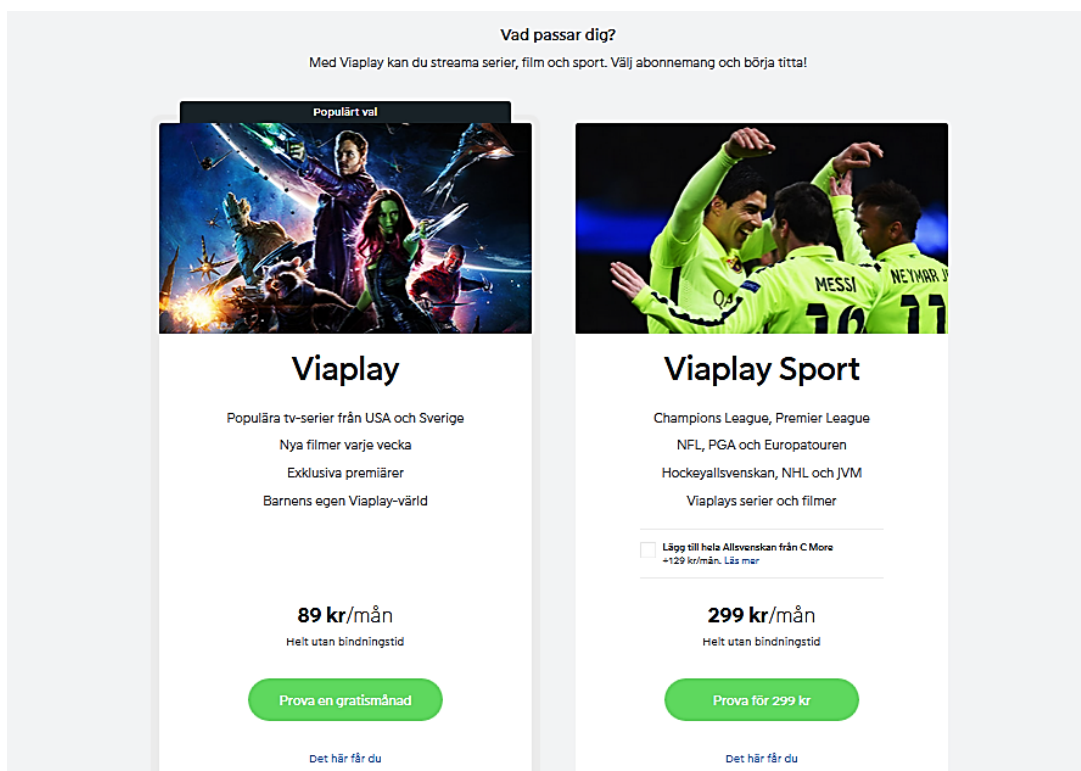 Vad passar dig?
Med Viaplay kan du streama serier, film och sport. Välj abonnemang och börja titta!
Populärt val
MESSI
10
NEYMAR J
11
Viaplay
Populära tv-serier från USA och Sverige
Nya filmer varje vecka
Exklusiva premiärer
Barnens egen Viaplay-värld
89 kr/mån
Helt utan bindningstid
Prova en gratismånad
Det här får du
Viaplay Sport
Champions League, Premier League
NFL, PGA och Europatouren
Hockeyallsvenskan, NHL och JVM
Viaplays serier och filmer
Lägg till hela Allsvenskan från C More
+129 kr/mån. Läs mer
299 kr/mån
Helt utan bindningstid
Prova för 299 kr
Det här får du